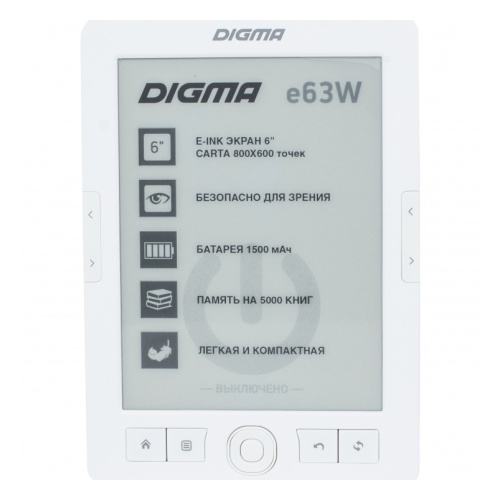 DIGMA
DIGMA e63W
6"
E-INK ЭКРАН 6"
CARTA 800X600 точек
БЕЗОПАСНО ДЛЯ ЗРЕНИЯ
БАТАРЕЯ 1500 мАч
ПАМЯТЬ НА 5000 КНИГ
ЛЕГКАЯ И КОМПАКТНАЯ
— ВЫКЛЮЧЕНО —